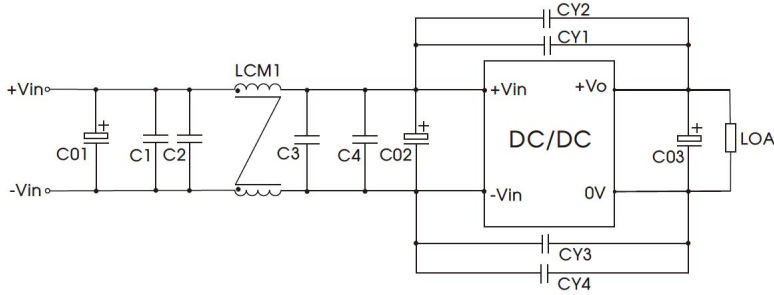 CY2
CY1
LCM1
+Vin
+Vin
+Vo
+
+
+
C01
C1
C2
C3
C4
C02
DC/DC
C03
LOA
-Vin
-Vin
0V
CY3
CY4